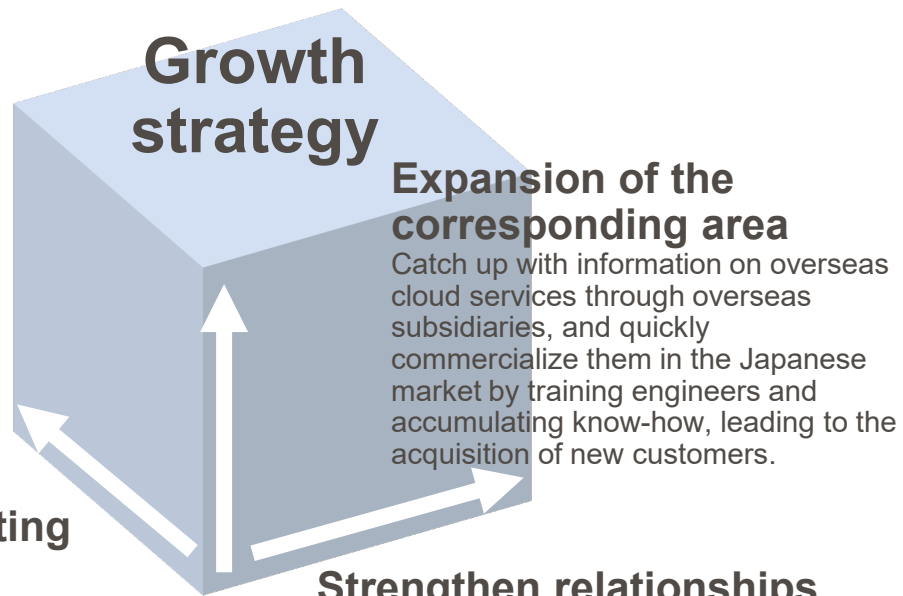 Growth
strategy
Expansion of the
corresponding area
Catch up with information on overseas
cloud services through overseas
subsidiaries, and quickly
commercialize them in the Japanese
market by training engineers and
accumulating know-how, leading to the
acquisition of new customers.
ting
Strengthen relationships